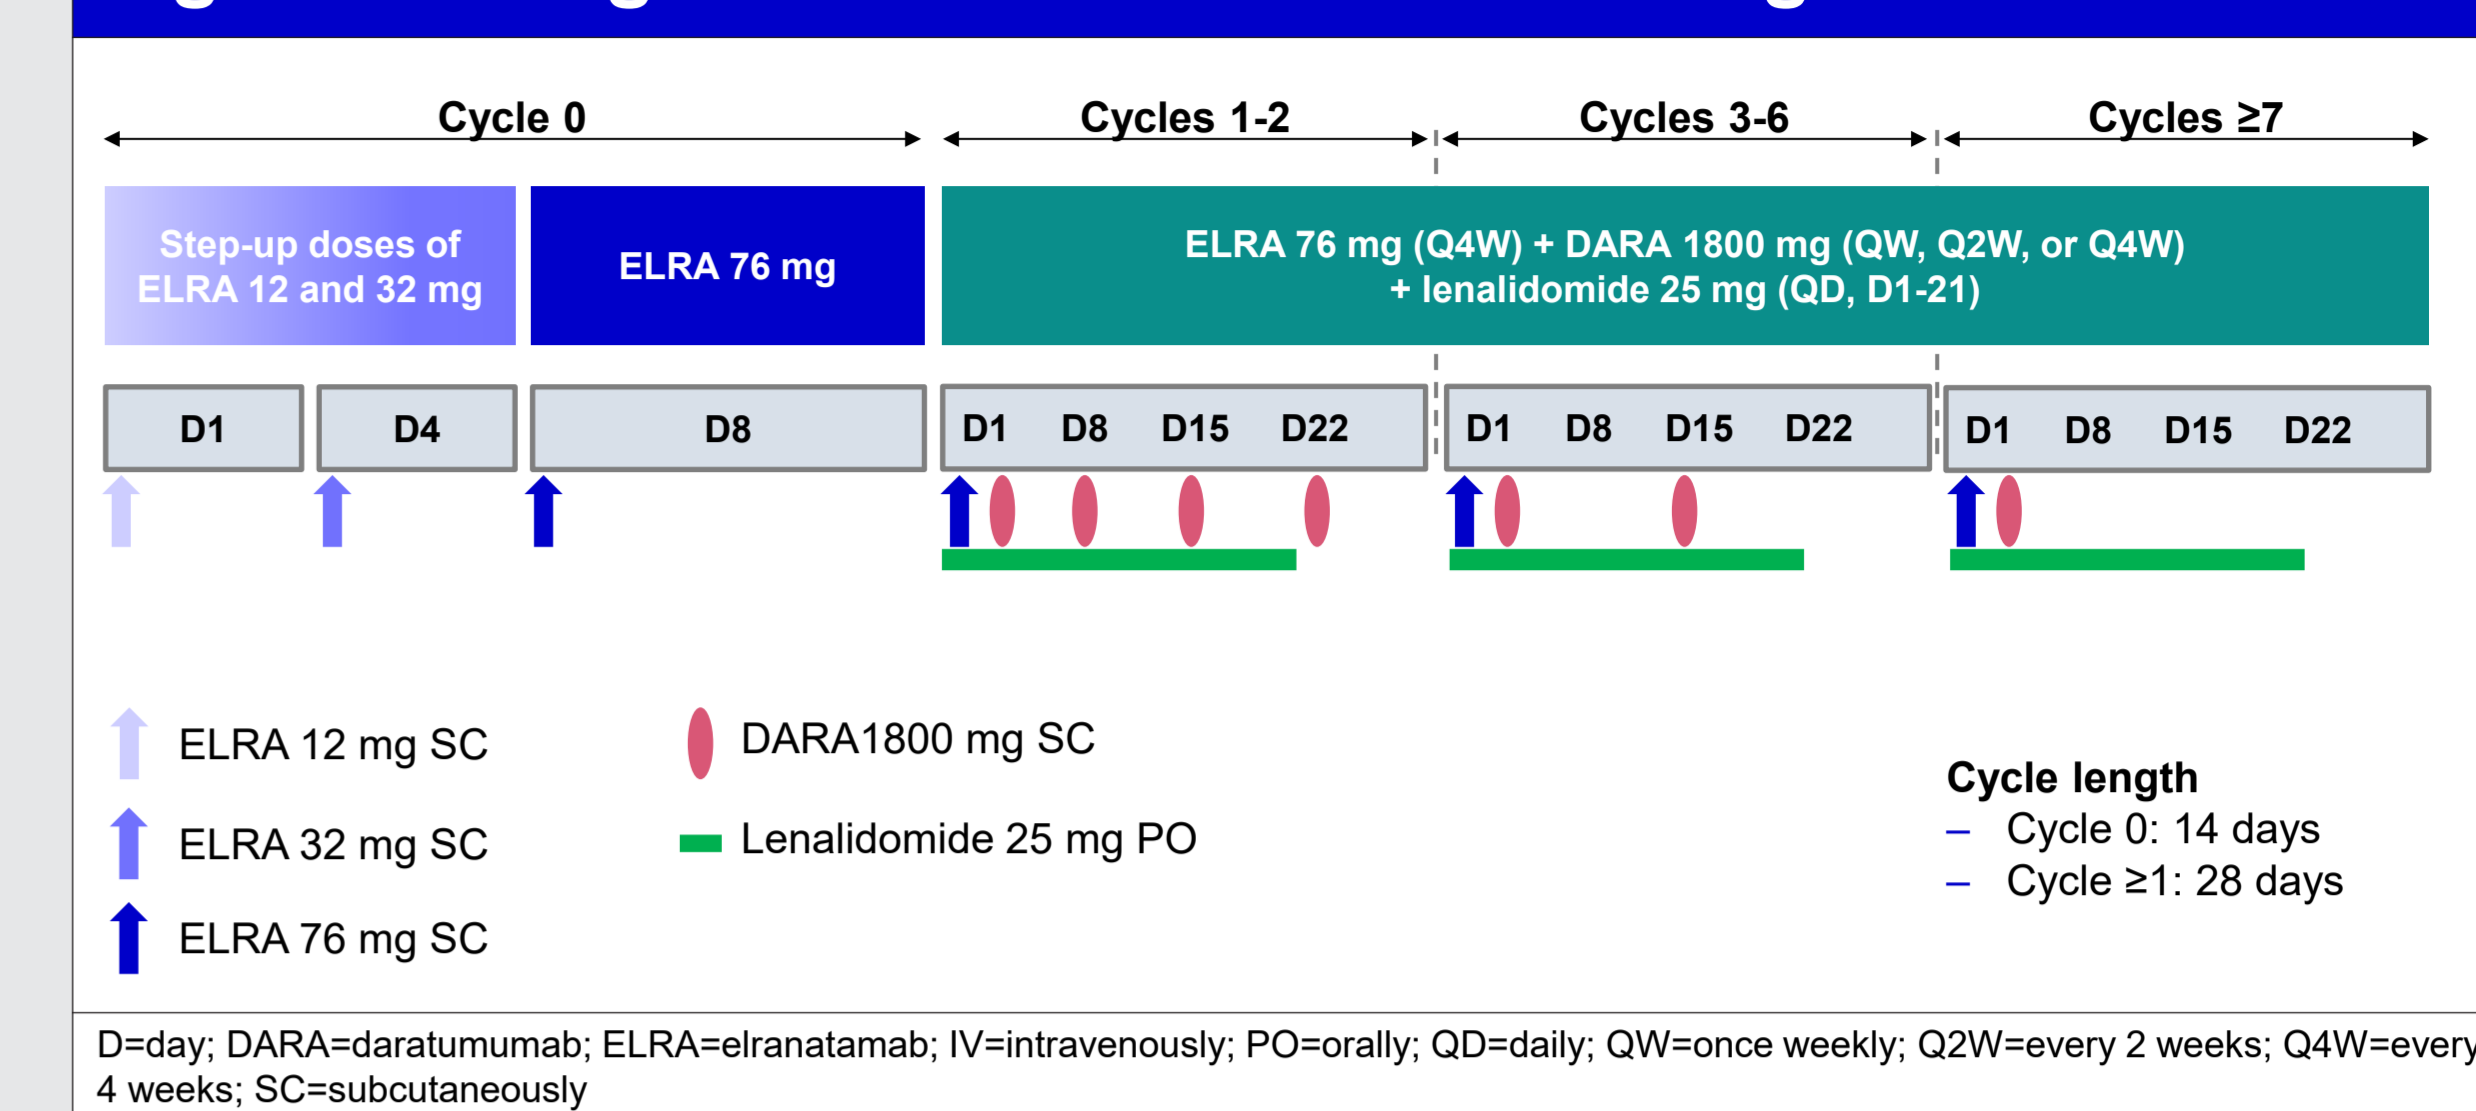 Cycle 0
Cycles 1-2
Cycles 3-6
Cycles ≥7
Step-up doses of
ELRA 12 and 32 mg
ELRA 76 mg
ELRA 76 mg (Q4W) + DARA 1800 mg (QW, Q2W, or Q4W)
+ lenalidomide 25 mg (QD, D1-21)
D1
D4
D8
D1 D8 D15 D22
D1 D8 D15 D22
D1 D8 D15 D22
ELRA 12 mg SC
ELRA 32 mg SC
ELRA 76 mg SC
DARA1800 mg SC
Lenalidomide 25 mg PO
Cycle length
– Cycle 0: 14 days
– Cycle ≥1: 28 days
D=day; DARA=daratumumab; ELRA=elranatamab; IV=intravenously; PO=orally; QD=daily; QW=once weekly; Q2W=every 2 weeks; Q4W=every
4 weeks; SC=subcutaneously